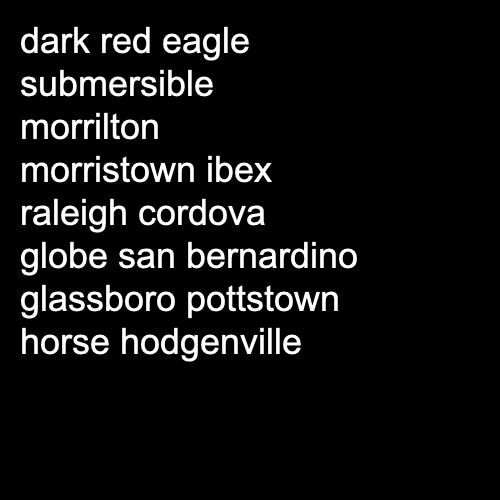 dark red eagle
submersible
morrilton
morristown ibex
raleigh cordova
globe san bernardino
glassboro pottstown
horse hodgenville